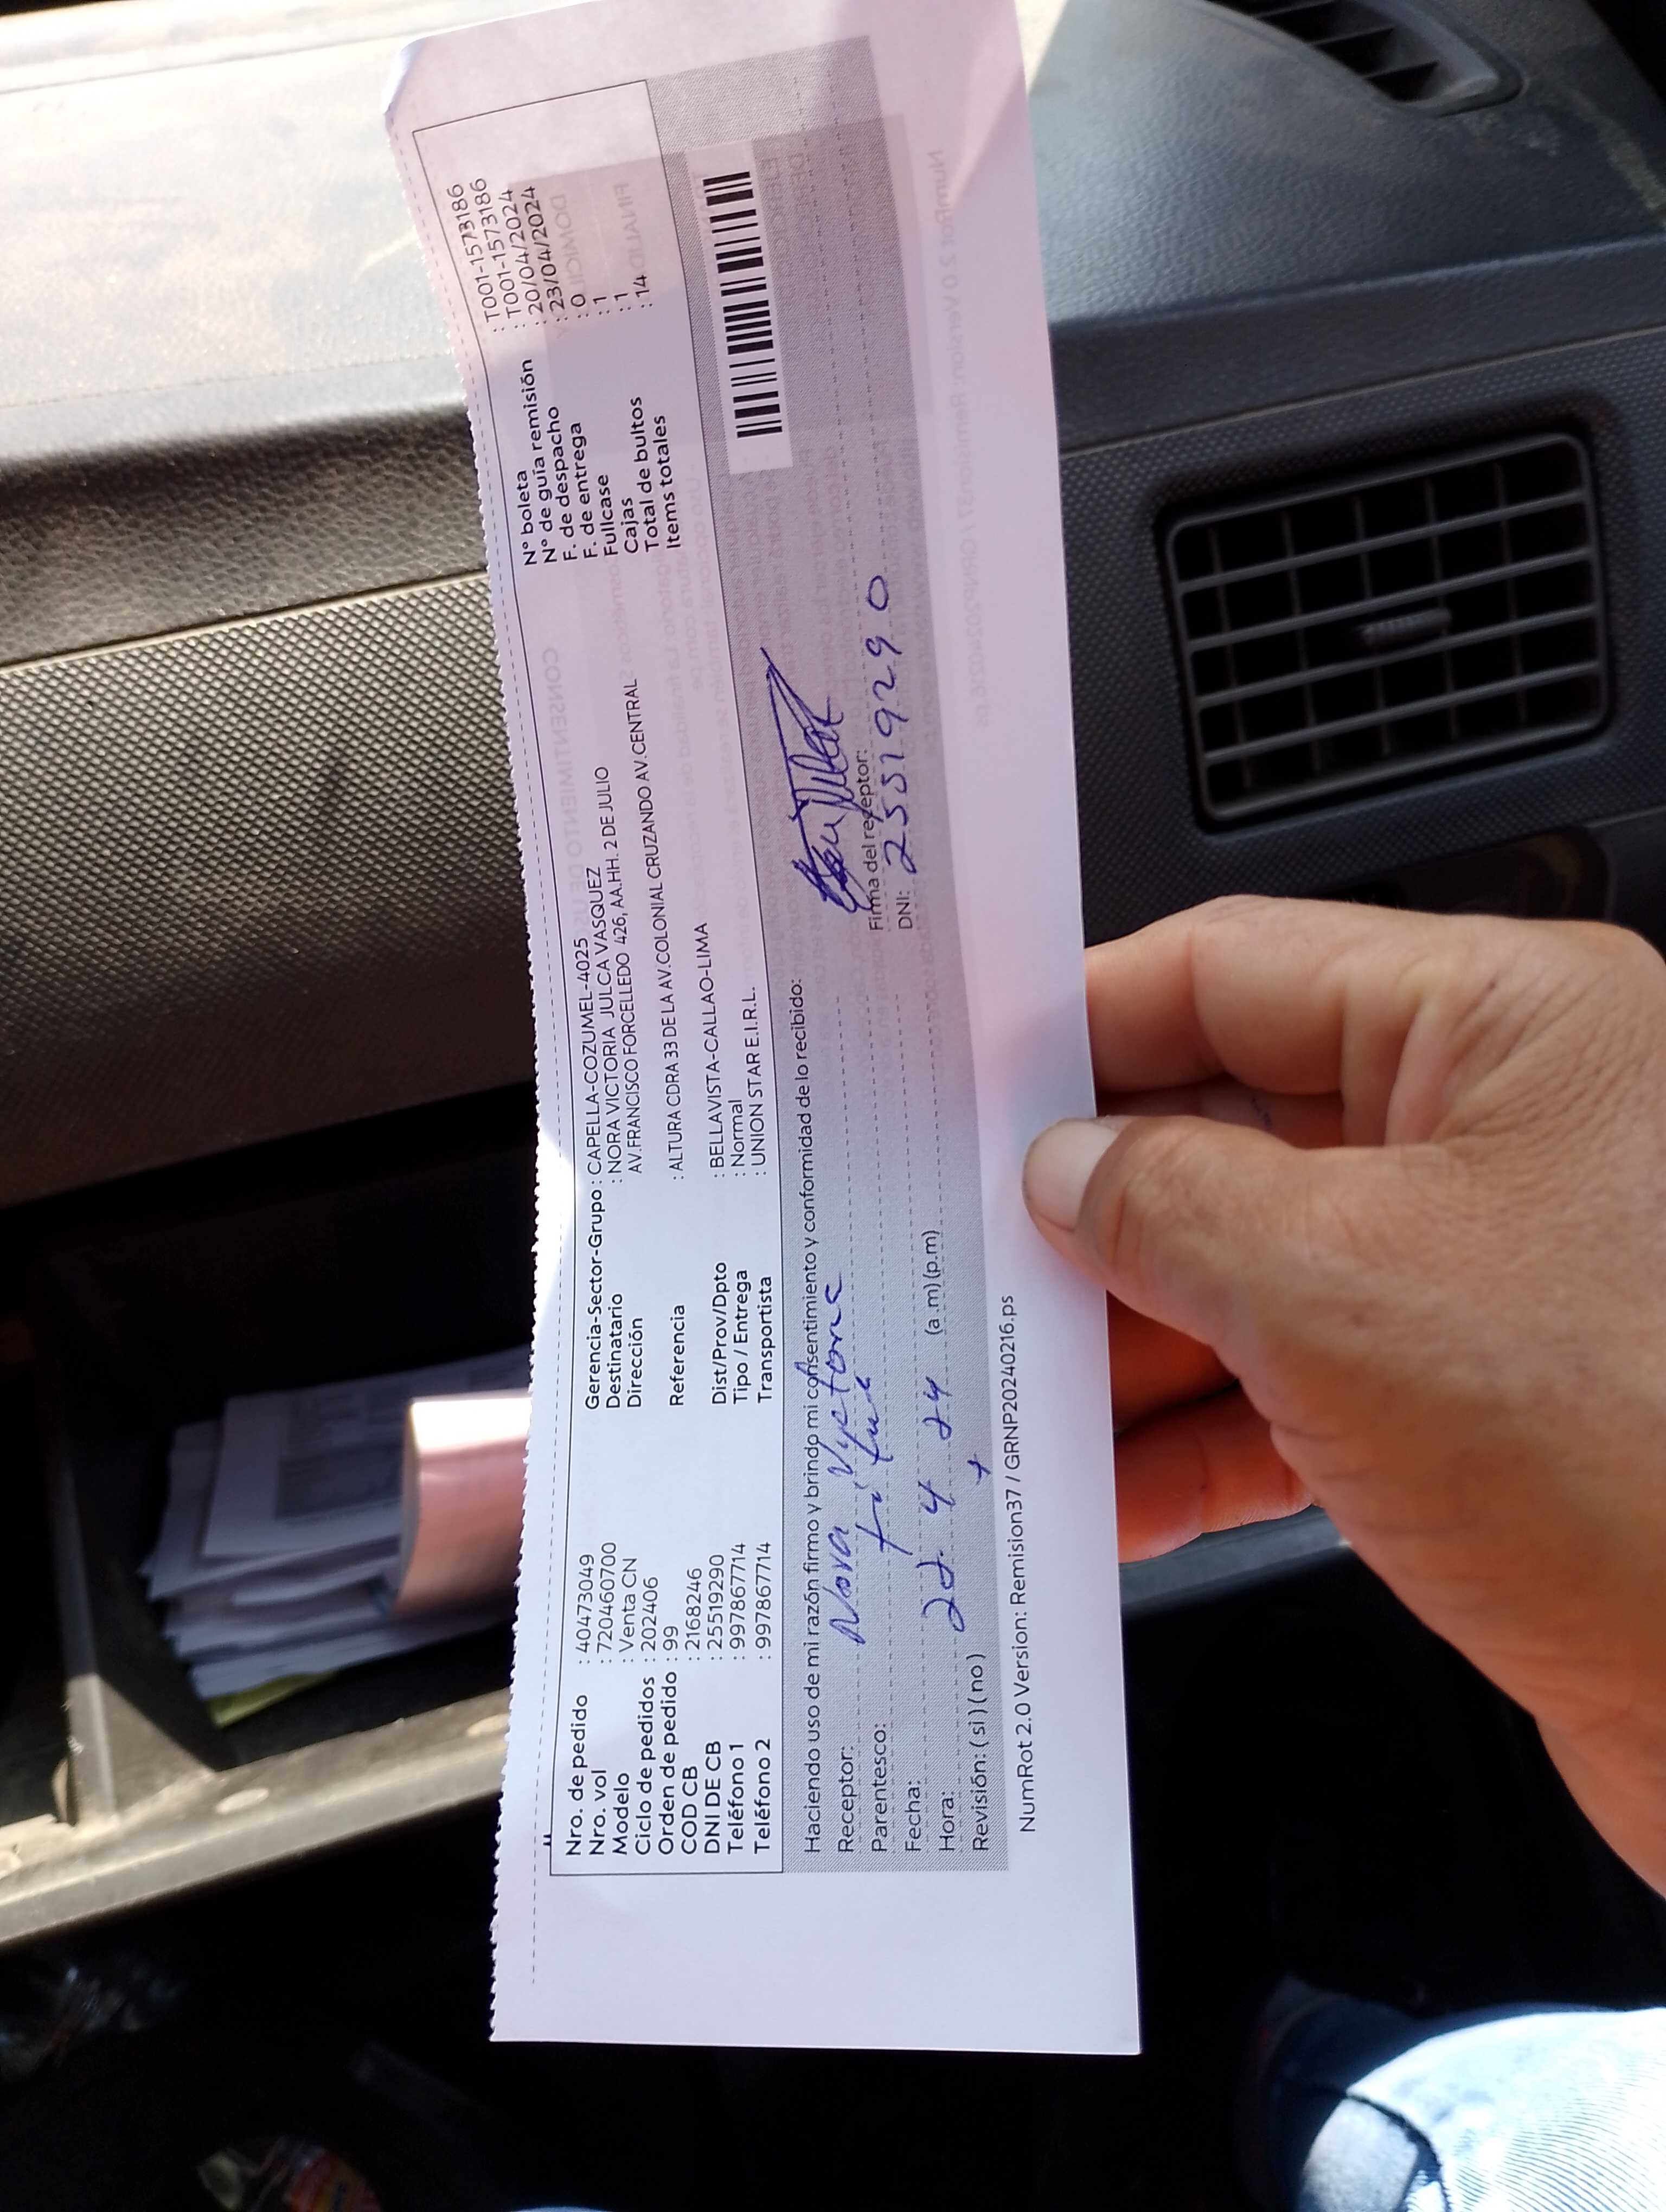 Nro. de pedido : 40473049
Nro. vol : 720460700
Modelo : Venta CN
Ciclo de pedidos : 202406
Orden de pedido : 99
COD CB : 2168246
DNI DE CB : 25519290
Teléfono 1 : 997867714
Teléfono 2 : 997867714
Gerencia-Sector-Grupo : CAPELLA-COZUMEL-4025
Destinatario : NORA VICTORIA JULCA VASQUEZ
Dirección AV.FRANCISCO FORCELLEDO 426, AA.HH. 2 DE JULIO
Referencia : ALTURA CDRA 33 DE LA AV.COLONIAL CRUZANDO AV.CENTRAL
Dist/Prov/Dpto : BELLAVISTA-CALLAO-LIMA
Tipo / Entrega : Normal
Transportista : UNION STAR E.I.R.L.
N° boleta : T001-1573186
N° de guía remisión : T001-1573186
F. de despacho : 20/04/2024
F. de entrega : 23/04/2024
Fullcase : 0
Cajas : 1
Total de bultos : 1
Items totales : 14
Haciendo uso de mi razón firmo y brindo mi consentimiento y conformidad de lo recibido:
Receptor: Nora
Parentesco:
Fecha: 22 4 24
Hora: (a .m) (p.m)
Revisión: ( si ) ( no )
Firma del receptor:
DNI: 25519290
NumRot 2.0 Version: Remision37 / GRNP20240216.ps